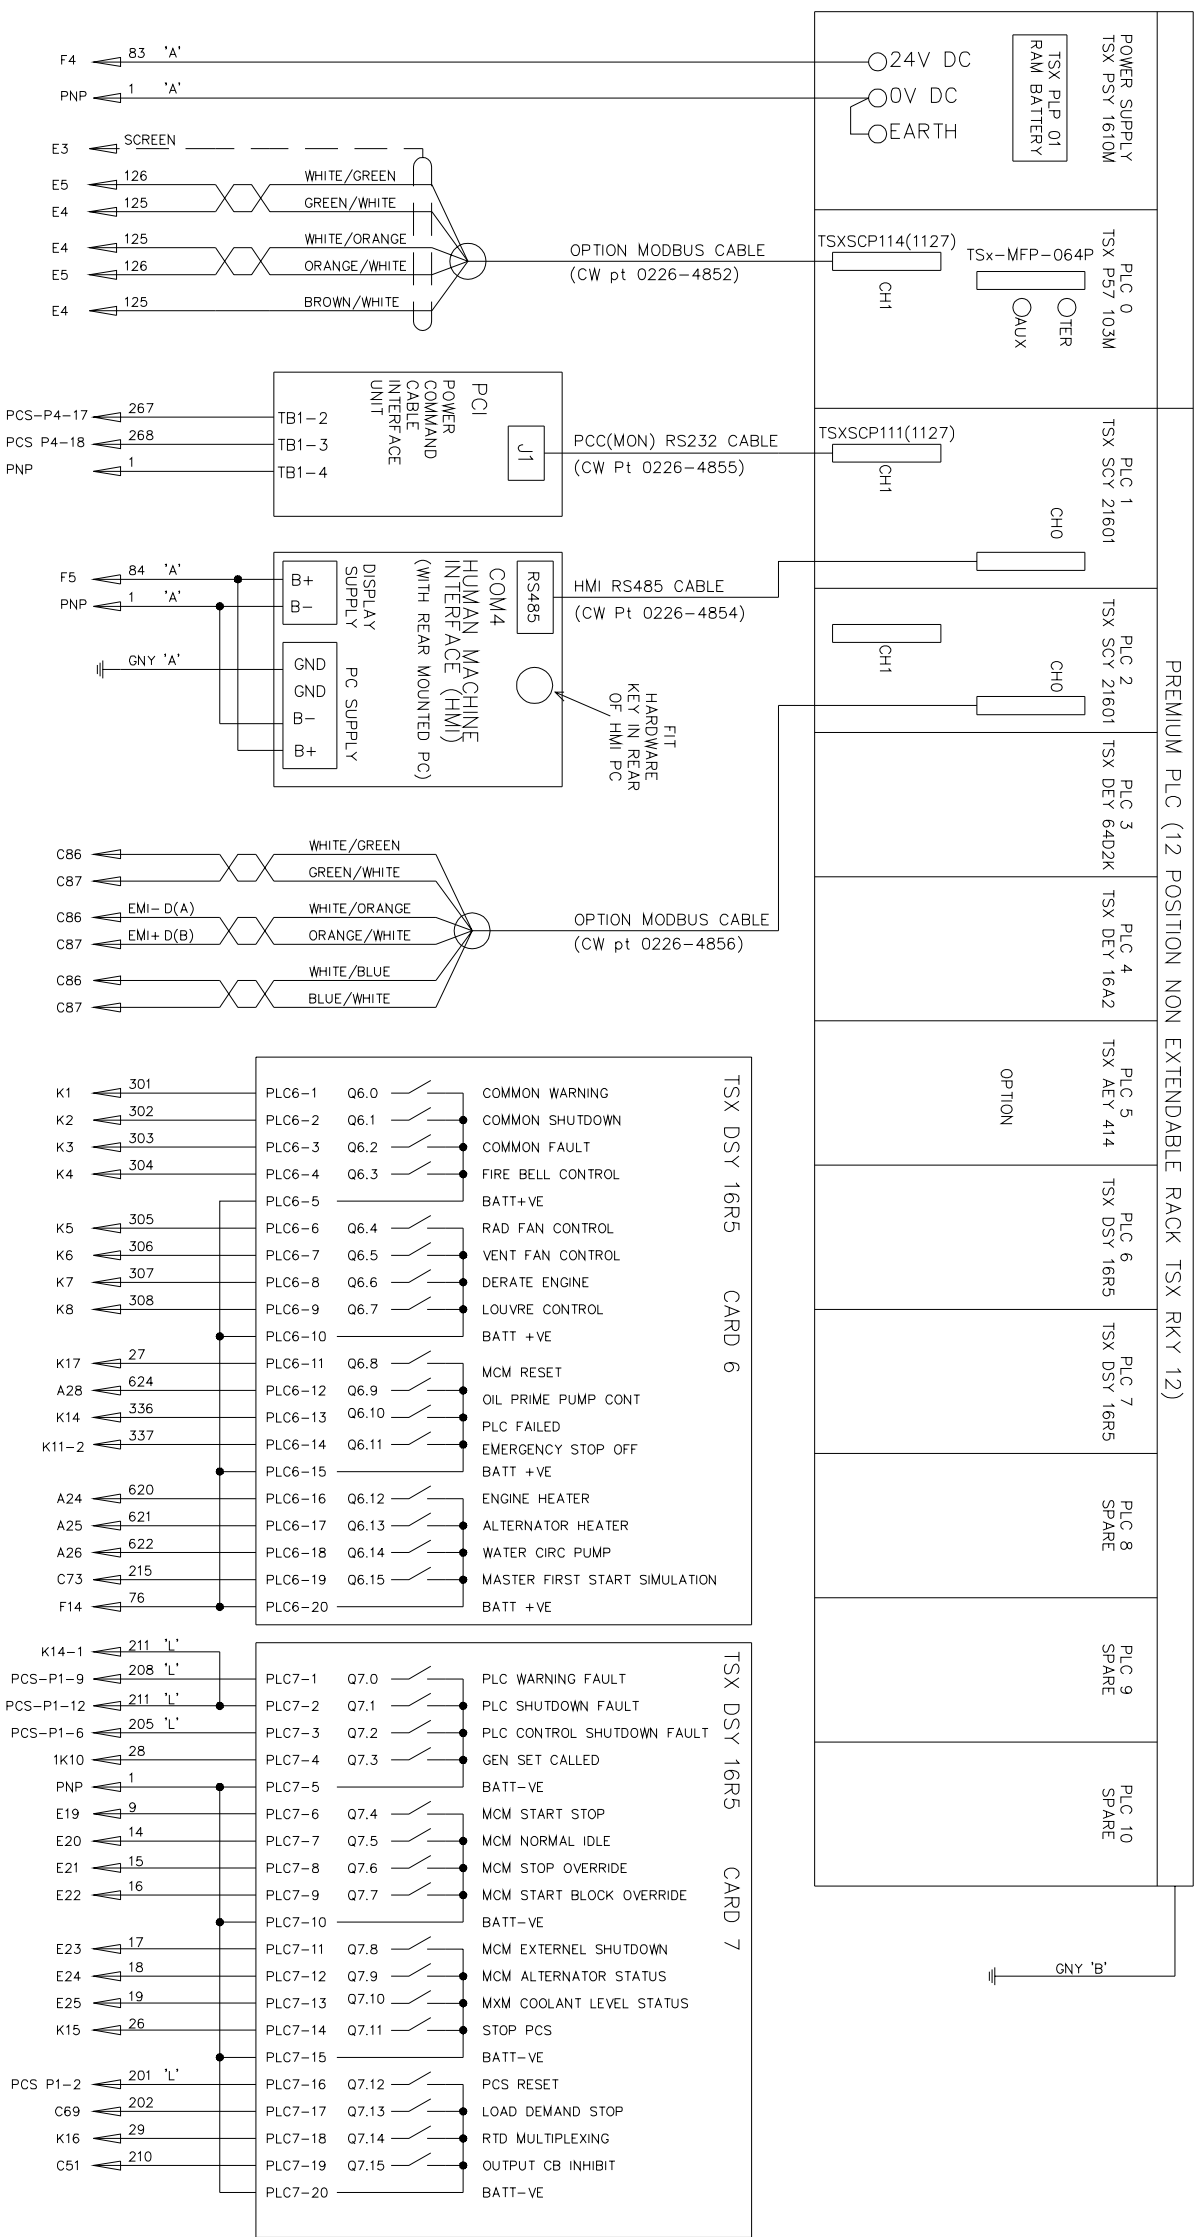 POWER SUPPLY
TSX PSY 1610M
TSX PLP 01
RAM BATTERY
24V DC
0V DC
EARTH
F4 83 'A'
PNP 1 'A'
E3 SCREEN
E5 126 WHITE/GREEN
E4 125 GREEN/WHITE
E4 125 WHITE/ORANGE
E5 126 ORANGE/WHITE
E4 125 BROWN/WHITE
OPTION MODBUS CABLE
(CW pt 0226-4852)
PLC 0
TSX P57 103M
TSXSCP114(1127)
CH1
TSx-MFP-064P
TER
AUX
PCS-P4-17 267 TB1-2
PCS P4-18 268 TB1-3
PNP 1 TB1-4
PCI
POWER
COMMAND
CABLE
INTERFACE
UNIT
J1
PCC(MON) RS232 CABLE
(CW Pt 0226-4855)
PLC 1
TSX SCY 21601
TSXSCP111(1127)
CH1
CH0
F5 84 'A' B+
PNP 1 'A' B-
DISPLAY
SUPPLY
GNY 'A' GND
GND
B-
B+
PC SUPPLY
RS485
COM4
HUMAN MACHINE
INTERFACE (HMI)
(WITH REAR MOUNTED PC)
HMI RS485 CABLE
(CW Pt 0226-4854)
FIT
HARDWARE
KEY IN REAR
OF HMI PC
PLC 2
TSX SCY 21601
CH1
CH0
PREMIUM PLC (12 POSITION NON EXTENDABLE RACK TSX RKY 12)
PLC 3
TSX DEY 64D2K
C86 WHITE/GREEN
C87 GREEN/WHITE
C86 EMI- D(A) WHITE/ORANGE
C87 EMI+ D(B) ORANGE/WHITE
C86 WHITE/BLUE
C87 BLUE/WHITE
OPTION MODBUS CABLE
(CW pt 0226-4856)
PLC 4
TSX DEY 16A2
PLC 5
TSX AEY 414
OPTION
PLC 6
TSX DSY 16R5
PLC 7
TSX DSY 16R5
PLC 8
SPARE
PLC 9
SPARE
PLC 10
SPARE
GNY 'B'
TSX DSY 16R5 CARD 6
K1 301 PLC6-1 Q6.0 COMMON WARNING
K2 302 PLC6-2 Q6.1 COMMON SHUTDOWN
K3 303 PLC6-3 Q6.2 COMMON FAULT
K4 304 PLC6-4 Q6.3 FIRE BELL CONTROL
PLC6-5 BATT+VE
K5 305 PLC6-6 Q6.4 RAD FAN CONTROL
K6 306 PLC6-7 Q6.5 VENT FAN CONTROL
K7 307 PLC6-8 Q6.6 DERATE ENGINE
K8 308 PLC6-9 Q6.7 LOUVRE CONTROL
PLC6-10 BATT +VE
K17 27 PLC6-11 Q6.8 MCM RESET
A28 624 PLC6-12 Q6.9 OIL PRIME PUMP CONT
K14 336 PLC6-13 Q6.10 PLC FAILED
K11-2 337 PLC6-14 Q6.11 EMERGENCY STOP OFF
PLC6-15 BATT +VE
A24 620 PLC6-16 Q6.12 ENGINE HEATER
A25 621 PLC6-17 Q6.13 ALTERNATOR HEATER
A26 622 PLC6-18 Q6.14 WATER CIRC PUMP
C73 215 PLC6-19 Q6.15 MASTER FIRST START SIMULATION
F14 76 PLC6-20 BATT +VE
TSX DSY 16R5 CARD 7
K14-1 211 'L'
PCS-P1-9 208 'L' PLC7-1 Q7.0 PLC WARNING FAULT
PCS-P1-12 211 'L' PLC7-2 Q7.1 PLC SHUTDOWN FAULT
PCS-P1-6 205 'L' PLC7-3 Q7.2 PLC CONTROL SHUTDOWN FAULT
1K10 28 PLC7-4 Q7.3 GEN SET CALLED
PNP 1 PLC7-5 BATT-VE
E19 9 PLC7-6 Q7.4 MCM START STOP
E20 14 PLC7-7 Q7.5 MCM NORMAL IDLE
E21 15 PLC7-8 Q7.6 MCM STOP OVERRIDE
E22 16 PLC7-9 Q7.7 MCM START BLOCK OVERRIDE
PLC7-10 BATT-VE
E23 17 PLC7-11 Q7.8 MCM EXTERNEL SHUTDOWN
E24 18 PLC7-12 Q7.9 MCM ALTERNATOR STATUS
E25 19 PLC7-13 Q7.10 MXM COOLANT LEVEL STATUS
K15 26 PLC7-14 Q7.11 STOP PCS
PLC7-15 BATT-VE
PCS P1-2 201 'L' PLC7-16 Q7.12 PCS RESET
C69 202 PLC7-17 Q7.13 LOAD DEMAND STOP
K16 29 PLC7-18 Q7.14 RTD MULTIPLEXING
C51 210 PLC7-19 Q7.15 OUTPUT CB INHIBIT
PLC7-20 BATT-VE